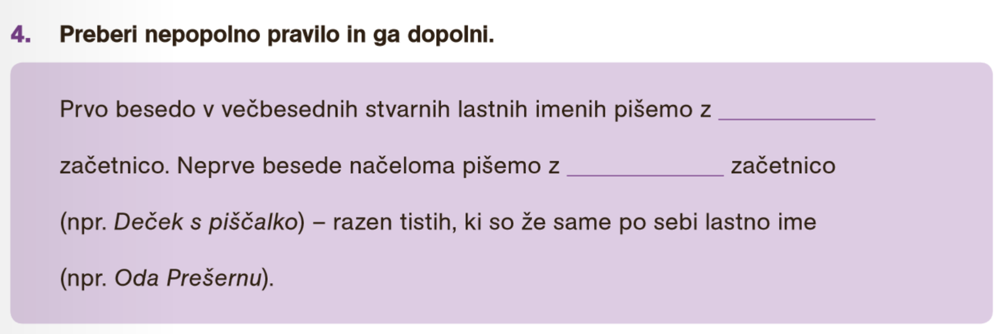 4. Preberi nepopolno pravilo in ga dopolni.
Prvo besedo v večbesednih stvarnih lastnih imenih pišemo z ____________
začetnico. Neprve besede načeloma pišemo z ____________ začetnico
(npr. Deček s piščalko) – razen tistih, ki so že same po sebi lastno ime
(npr. Oda Prešernu).